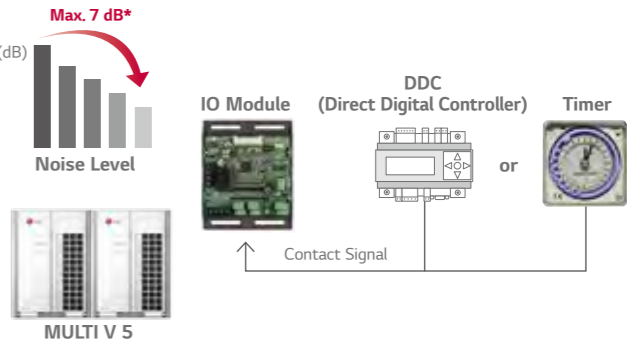 Max. 7 dB*
(dB)
Noise Level
IO Module
DDC
(Direct Digital Controller)
Timer
or
Contact Signal
MULTI V 5